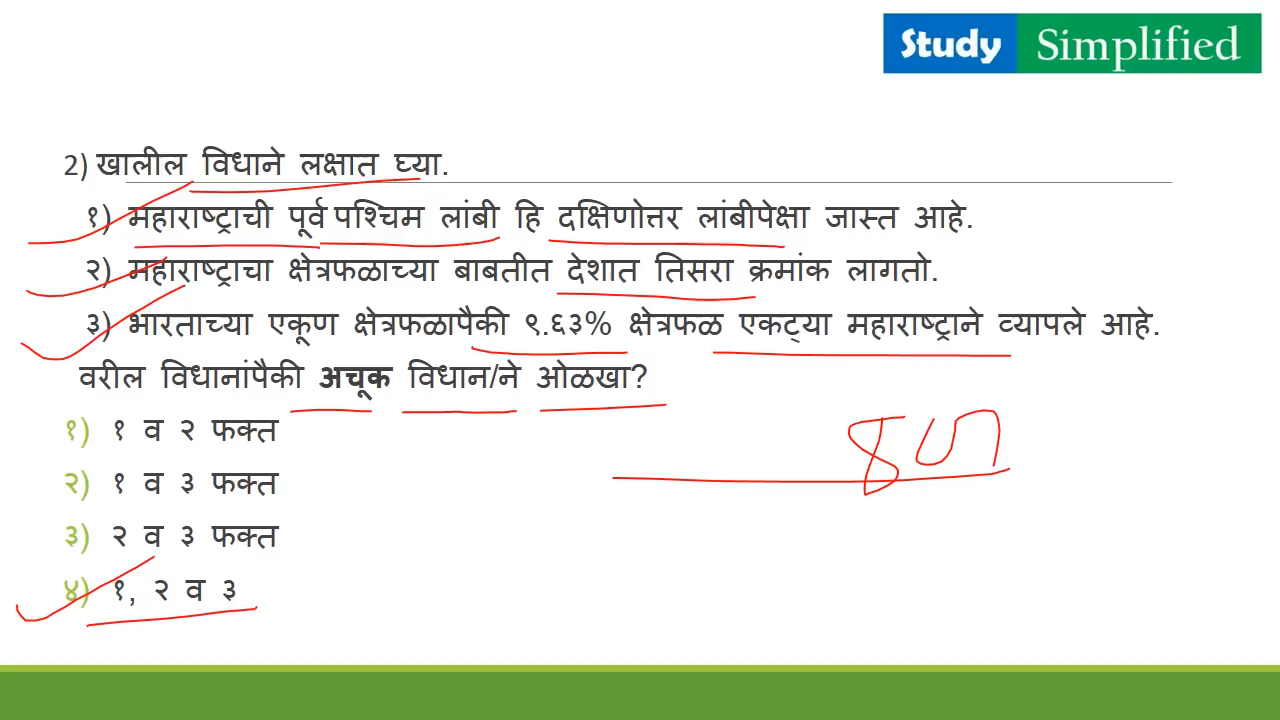 Study Simplified
2) खालील विधाने लक्षात घ्या.
१) महाराष्ट्राची पूर्व पश्चिम लांबी हि दक्षिणोत्तर लांबीपेक्षा जास्त आहे.
२) महाराष्ट्राचा क्षेत्रफळाच्या बाबतीत देशात तिसरा क्रमांक लागतो.
३) भारताच्या एकूण क्षेत्रफळापैकी ९.६३% क्षेत्रफळ एकट्या महाराष्ट्राने व्यापले आहे.
वरील विधानांपैकी अचूक विधान/ने ओळखा?
१) १ व २ फक्त
२) १ व ३ फक्त
३) २ व ३ फक्त
४) १, २ व ३